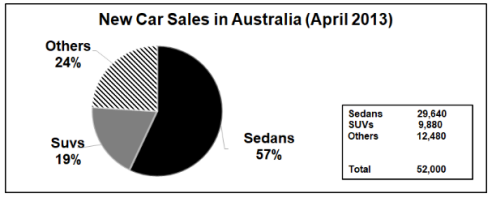 New Car Sales in Australia (April 2013)
Others
24%
Suvs
19%
Sedans
57%
Sedans 29,640
SUVs 9,880
Others 12,480
Total 52,000